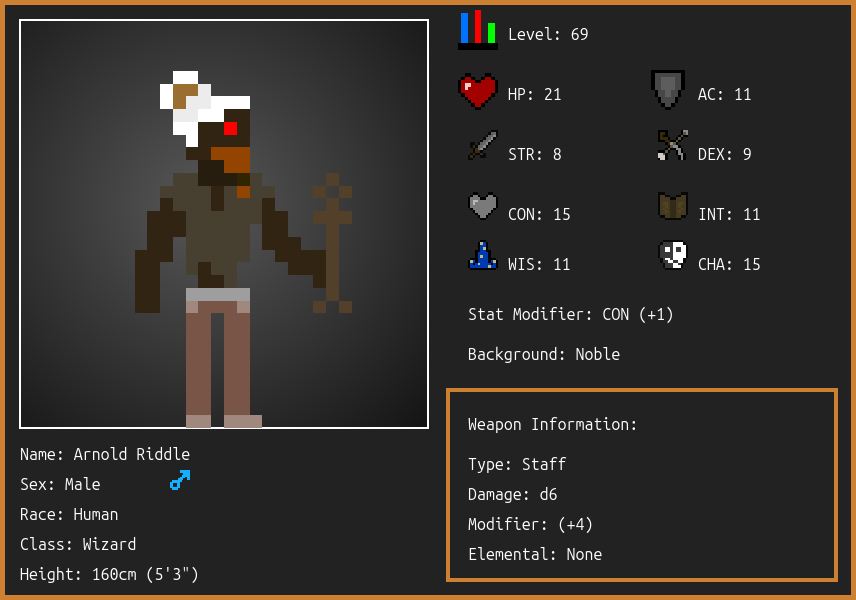 Level: 69
HP: 21
AC: 11
STR: 8
DEX: 9
CON: 15
INT: 11
WIS: 11
CHA: 15
Stat Modifier: CON (+1)
Background: Noble
Weapon Information:
Type: Staff
Damage: d6
Modifier: (+4)
Elemental: None
Name: Arnold Riddle
Sex: Male
Race: Human
Class: Wizard
Height: 160cm (5'3")